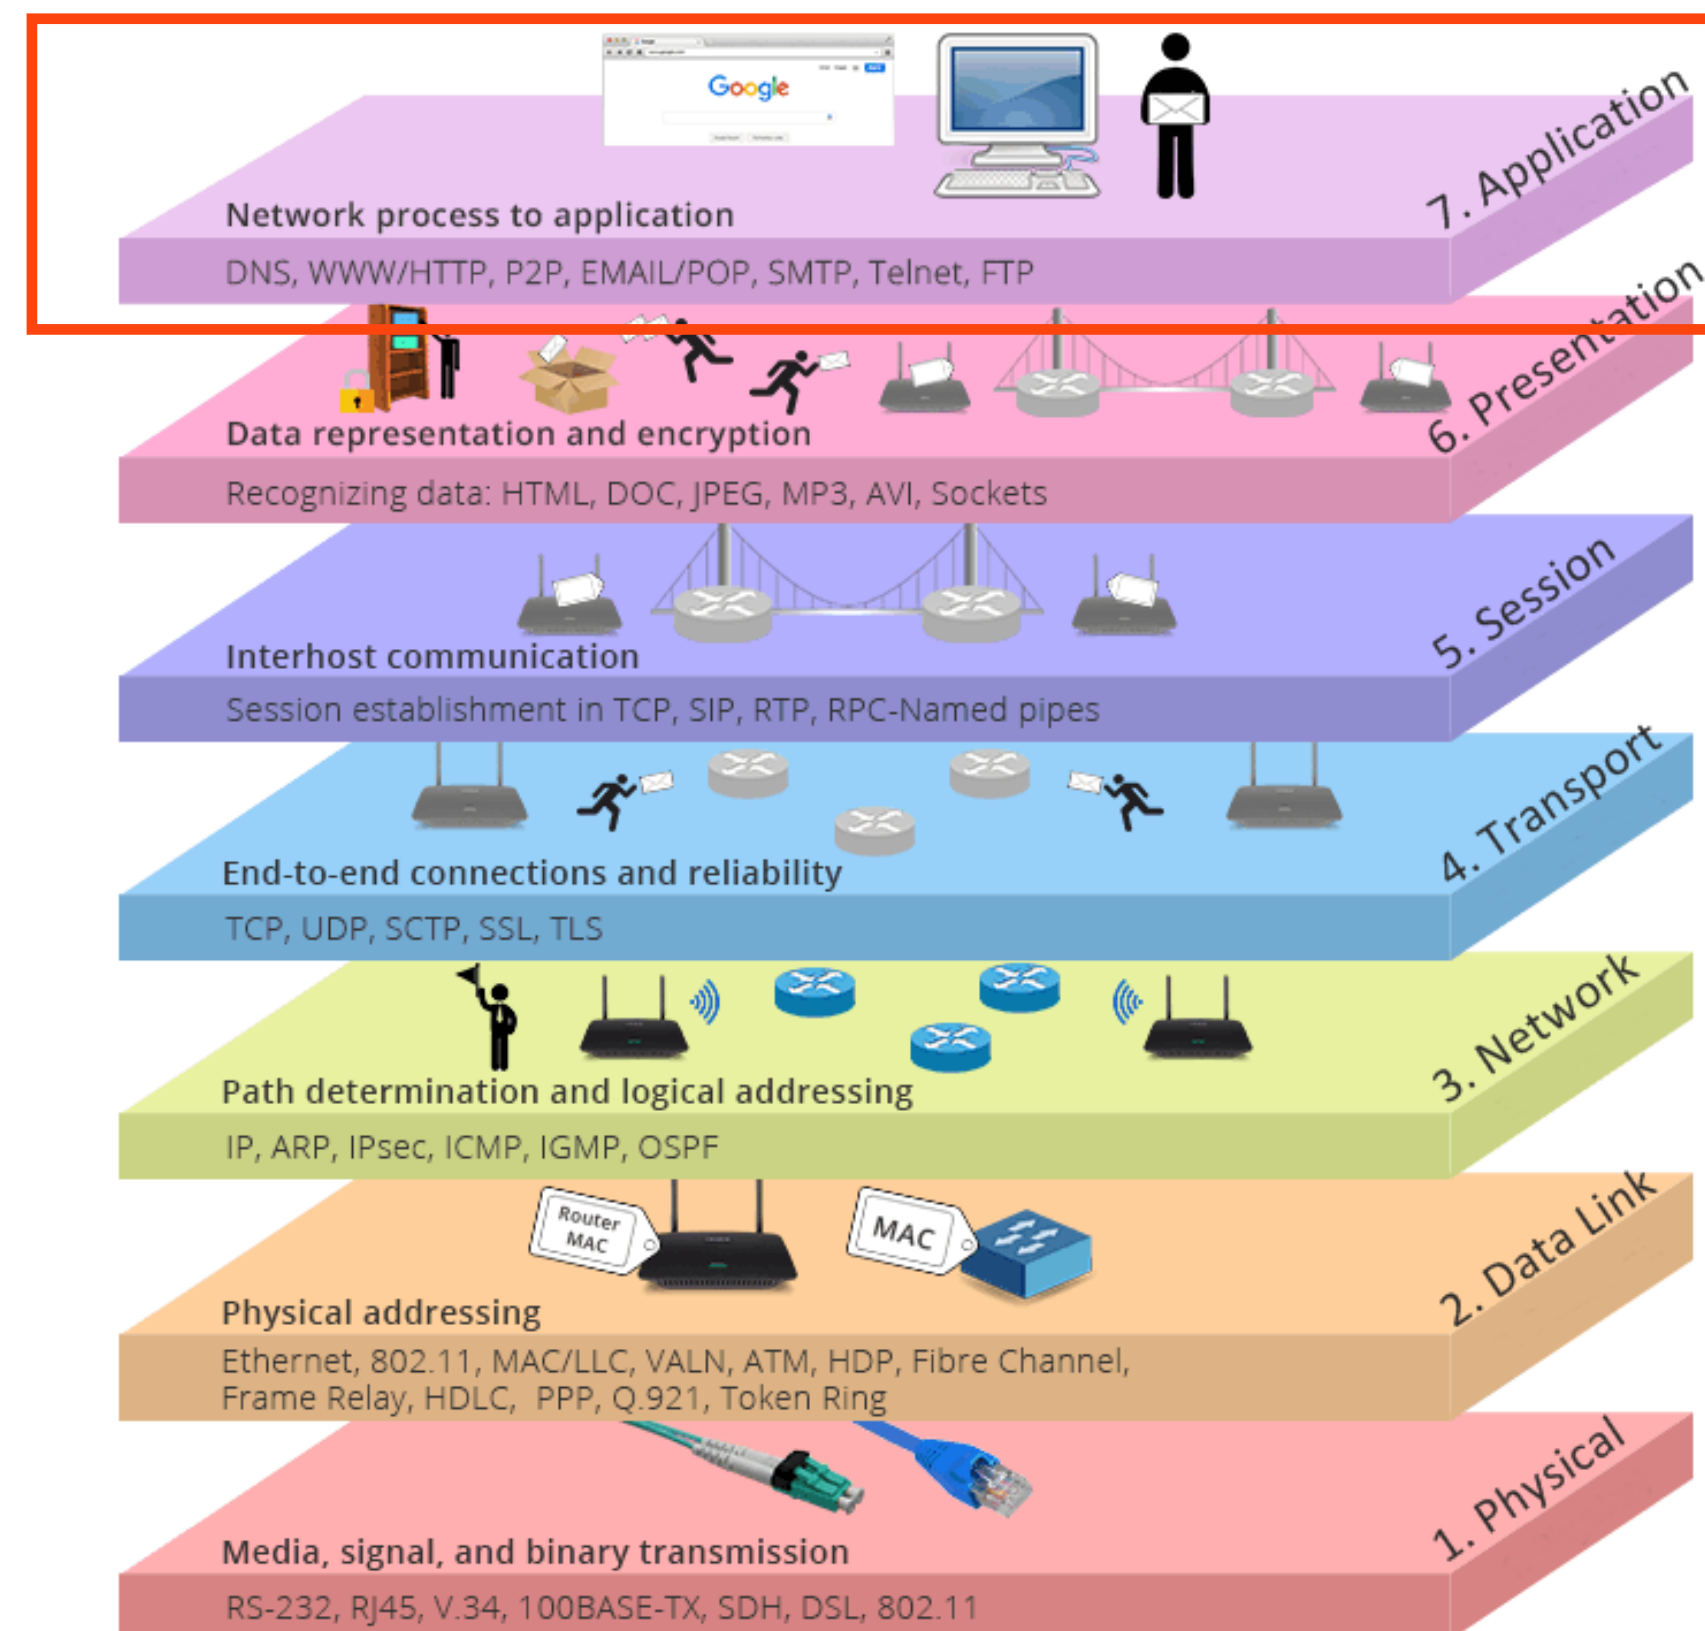 Google
7. Application
Network process to application
DNS, WWW/HTTP, P2P, EMAIL/POP, SMTP, Telnet, FTP
6. Presentation
Data representation and encryption
Recognizing data: HTML, DOC, JPEG, MP3, AVI, Sockets
5. Session
Interhost communication
Session establishment in TCP, SIP, RTP, RPC-Named pipes
4. Transport
End-to-end connections and reliability
TCP, UDP, SCTP, SSL, TLS
3. Network
Path determination and logical addressing
IP, ARP, IPsec, ICMP, IGMP, OSPF
Router
MAC
MAC
2. Data Link
Physical addressing
Ethernet, 802.11, MAC/LLC, VALN, ATM, HDP, Fibre Channel,
Frame Relay, HDLC, PPP, Q.921, Token Ring
1. Physical
Media, signal, and binary transmission
RS-232, RJ45, V.34, 100BASE-TX, SDH, DSL, 802.11